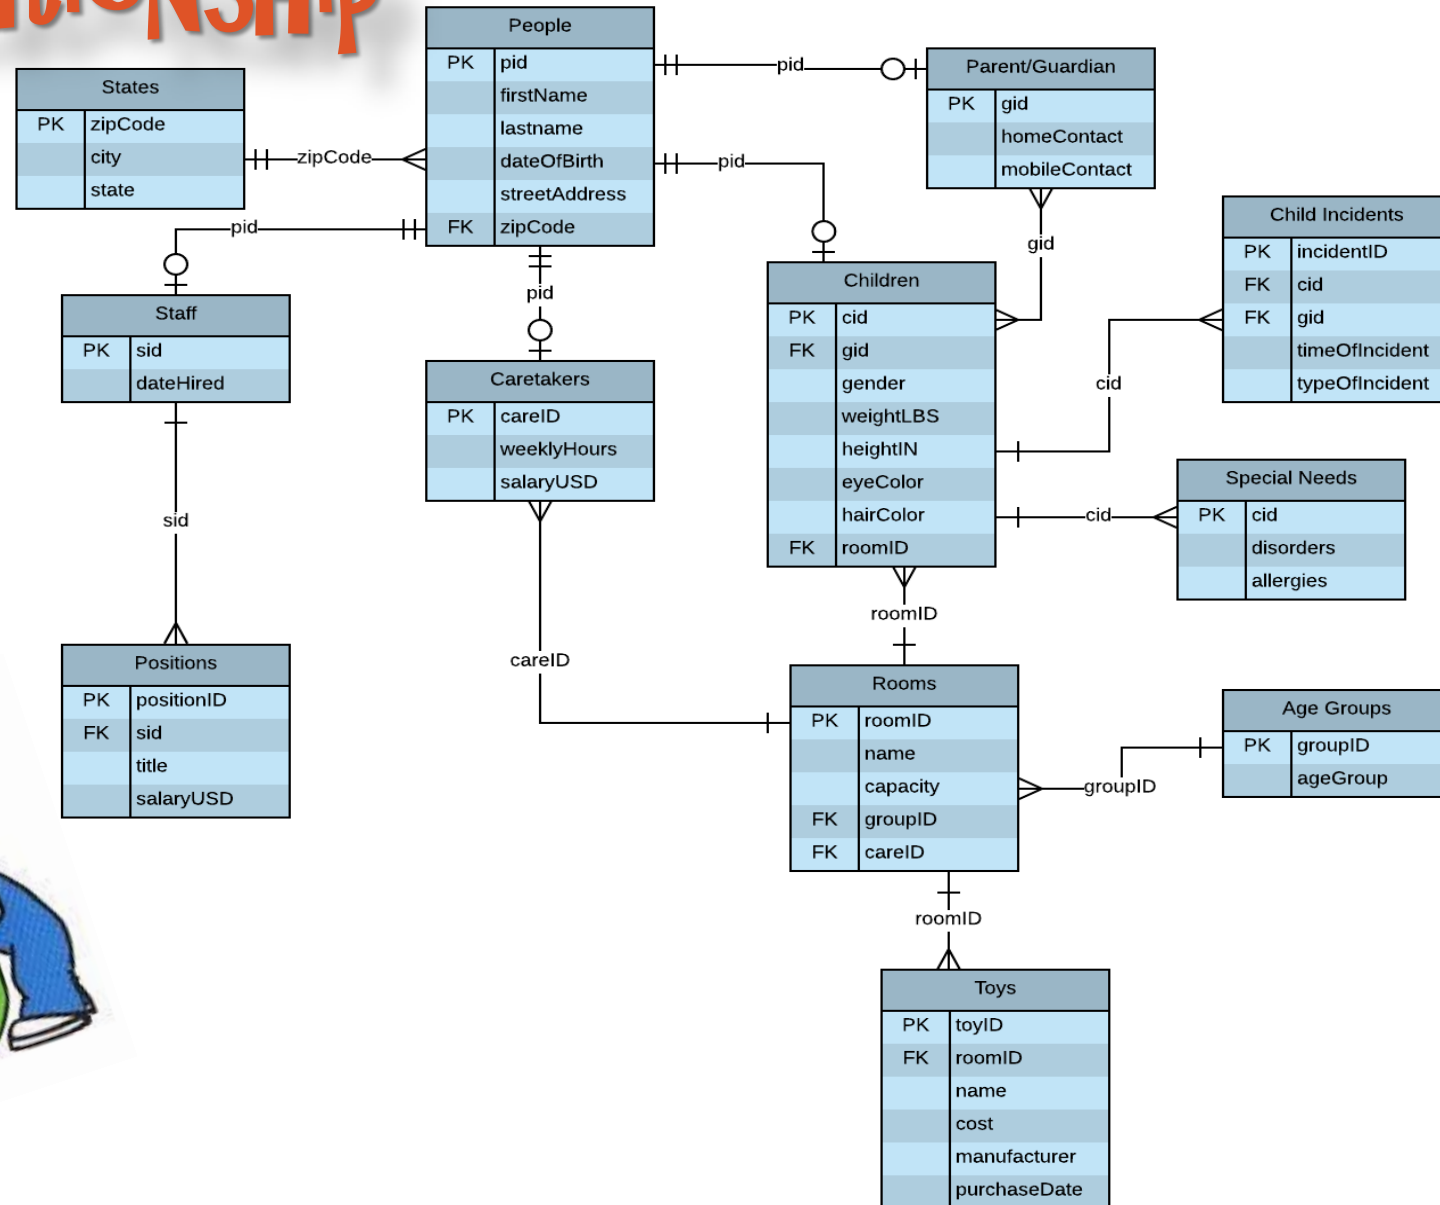 People
PK pid
firstName
lastname
dateOfBirth
streetAddress
FK zipCode
States
PK zipCode
city
state
zipCode
pid
pid
pid
pid
Parent/Guardian
PK gid
homeContact
mobileContact
gid
Child Incidents
PK incidentID
FK cid
FK gid
timeOfIncident
typeOfIncident
Children
PK cid
FK gid
gender
weightLBS
heightIN
eyeColor
hairColor
FK roomID
cid
cid
Special Needs
PK cid
disorders
allergies
Staff
PK sid
dateHired
sid
Caretakers
PK careID
weeklyHours
salaryUSD
careID
Positions
PK positionID
FK sid
title
salaryUSD
roomID
Rooms
PK roomID
name
capacity
FK groupID
FK careID
groupID
Age Groups
PK groupID
ageGroup
roomID
Toys
PK toyID
FK roomID
name
cost
manufacturer
purchaseDate